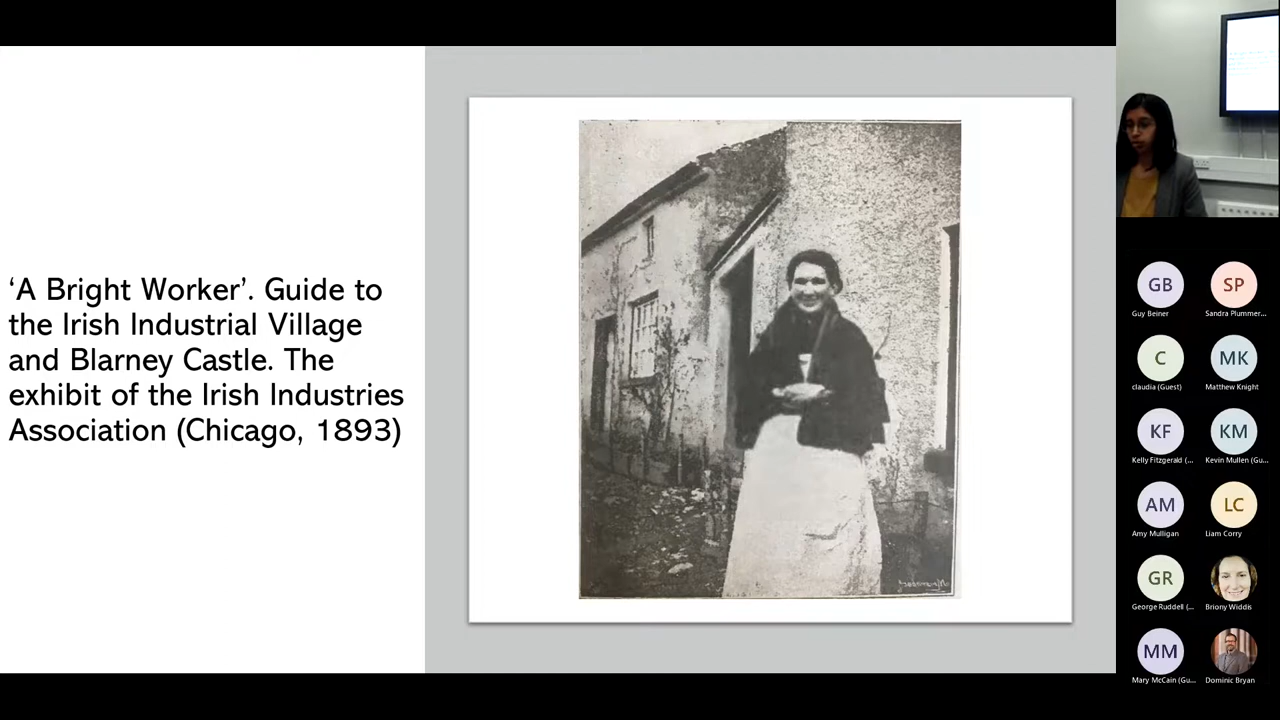 ‘A Bright Worker’. Guide to
the Irish Industrial Village
and Blarney Castle. The
exhibit of the Irish Industries
Association (Chicago, 1893)
GB
SP
Guy Beiner
Sandra Plummer...
C
MK
claudia (Guest)
Matthew Knight
KF
KM
Kelly Fitzgerald (...
Kevin Mullen (Gu...
AM
LC
Amy Mulligan
Liam Corry
GR
George Ruddell (...
Briony Widdis
MM
Mary McCain (Gu...
Dominic Bryan